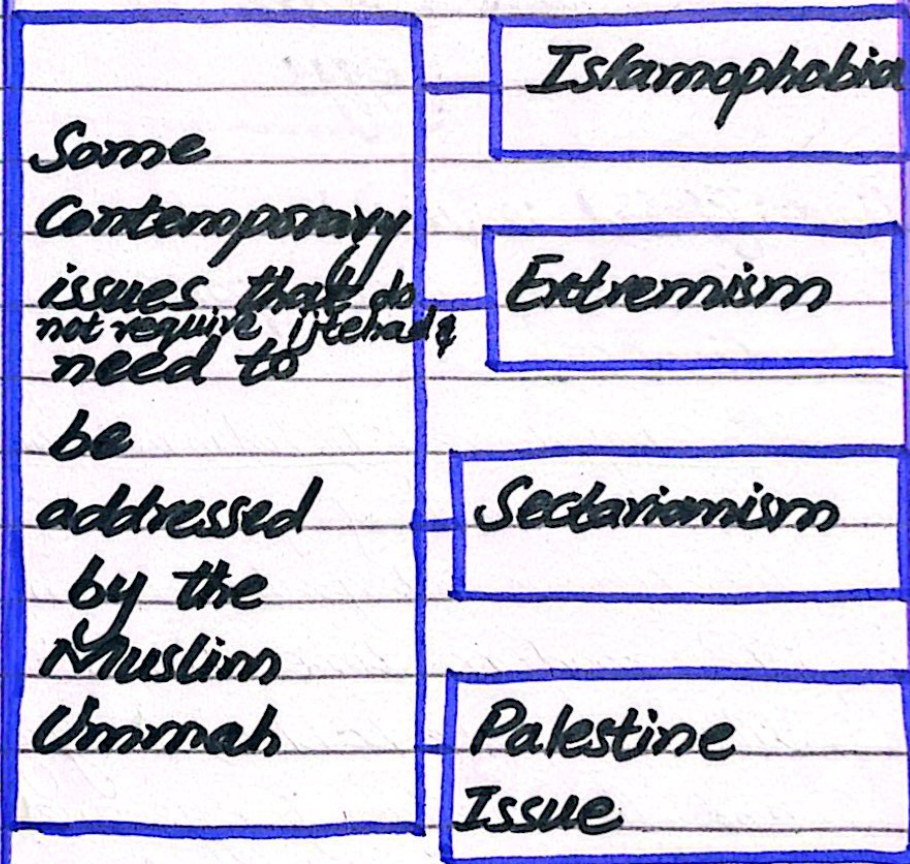 Some
Contemporary
issues that do
not require ijtehad &
need to
be
addressed
by the
Muslim
Ummah
Islamophobia
Extremism
Sectarianism
Palestine
Issue